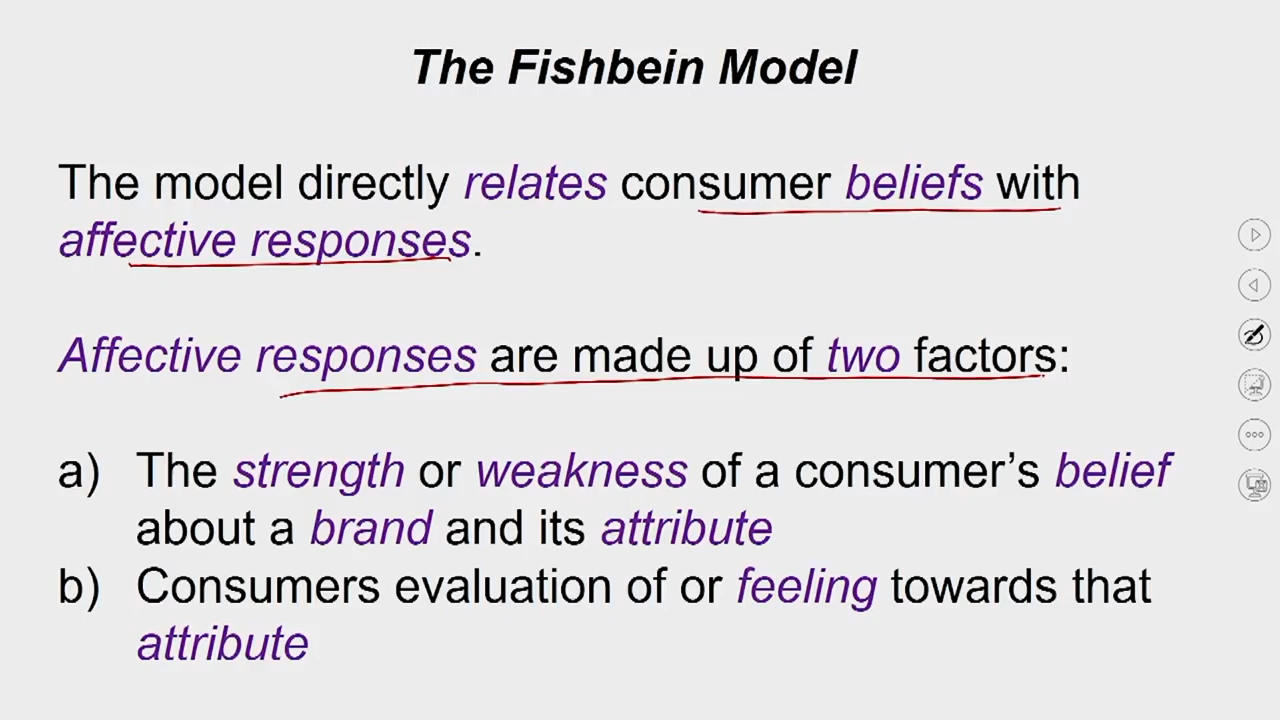 The Fishbein Model
The model directly relates consumer beliefs with
affective responses.
Affective responses are made up of two factors:
a) The strength or weakness of a consumer's belief
about a brand and its attribute
b) Consumers evaluation of or feeling towards that
attribute